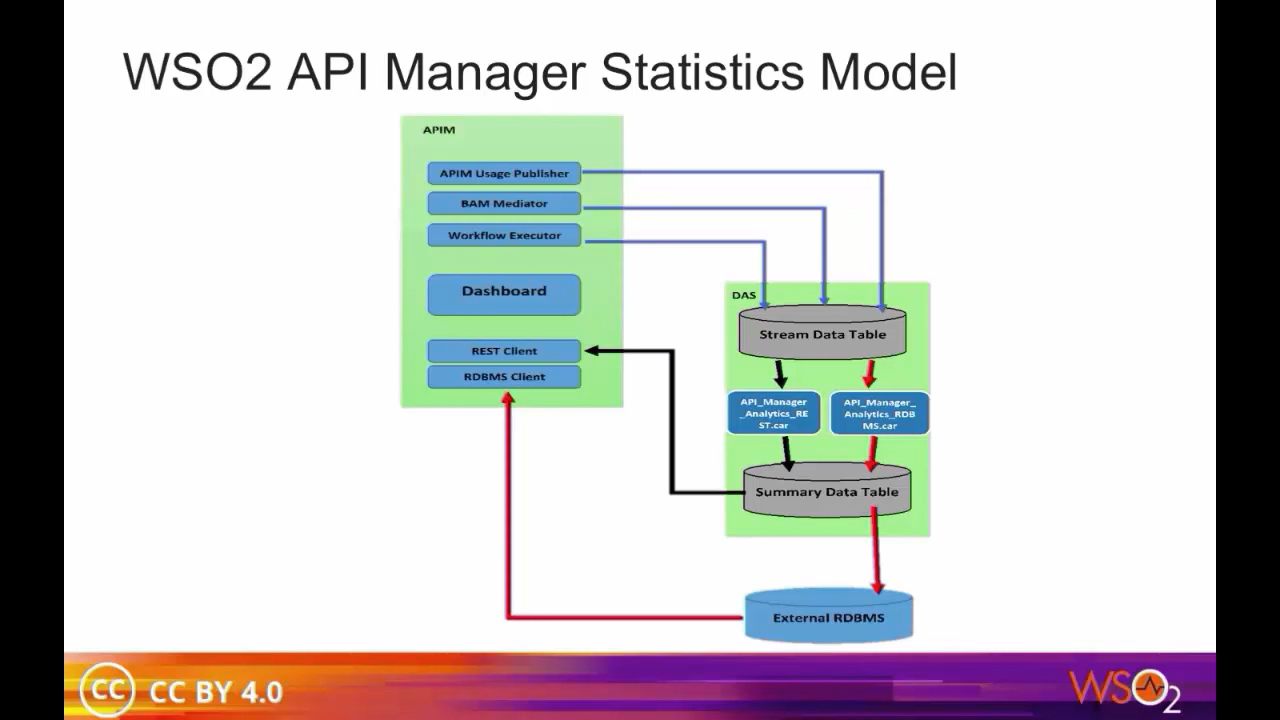 WSO2 API Manager Statistics Model
APIM
APIM Usage Publisher
BAM Mediator
Workflow Executor
Dashboard
REST Client
RDBMS Client
DAS
Stream Data Table
API_Manager
_Analytics_RE
ST.car
API_Manager_
Analytics_RDB
MS.car
Summary Data Table
External RDBMS
CC CC BY 4.0
WSO2